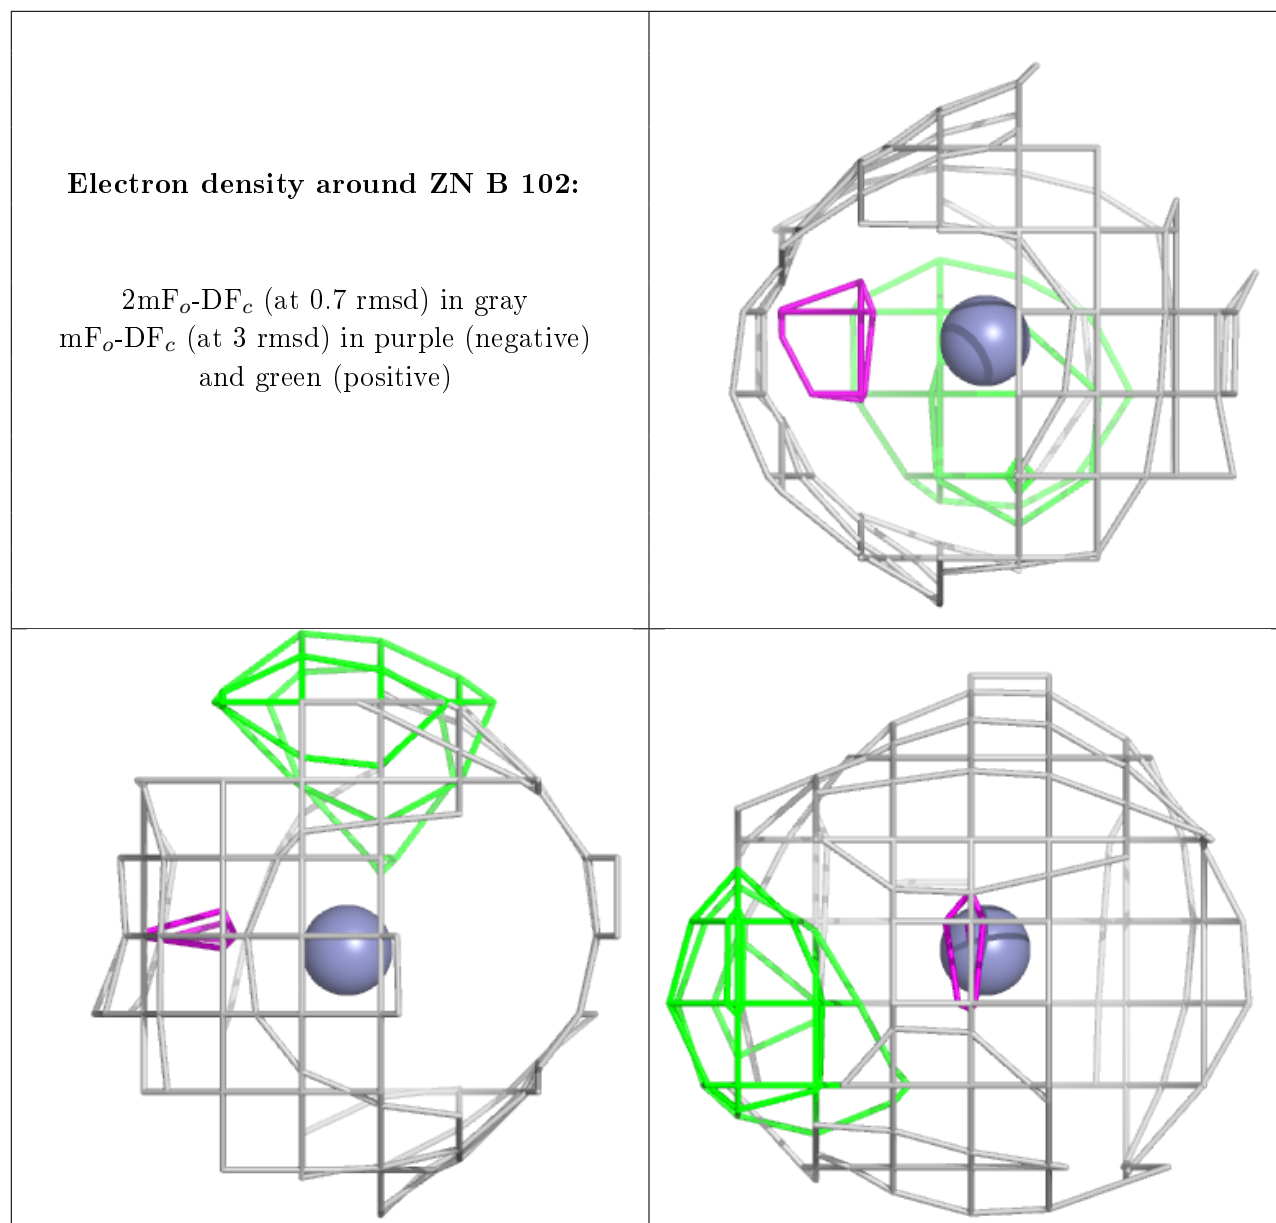 Electron density around ZN B 102:
2mFo-DFc (at 0.7 rmsd) in gray
mFo-DFc (at 3 rmsd) in purple (negative)
and green (positive)